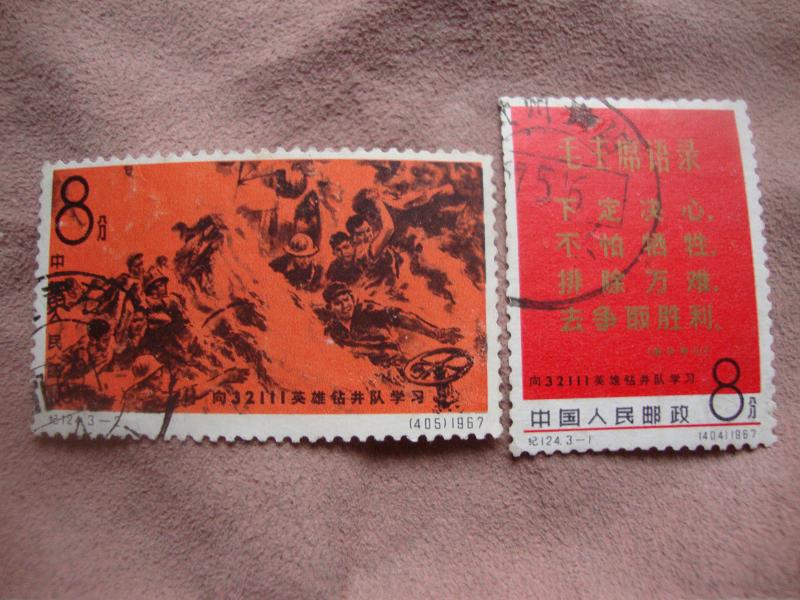 8分
中
民
向32111英雄钻井队学习
纪124.3-2
(405)1967
毛主席语录
下定决心，
不怕牺牲，
排除万难，
去争取胜利。
向32111英雄钻井队学习
8分
中国人民邮政
纪124.3-1
(404)1967